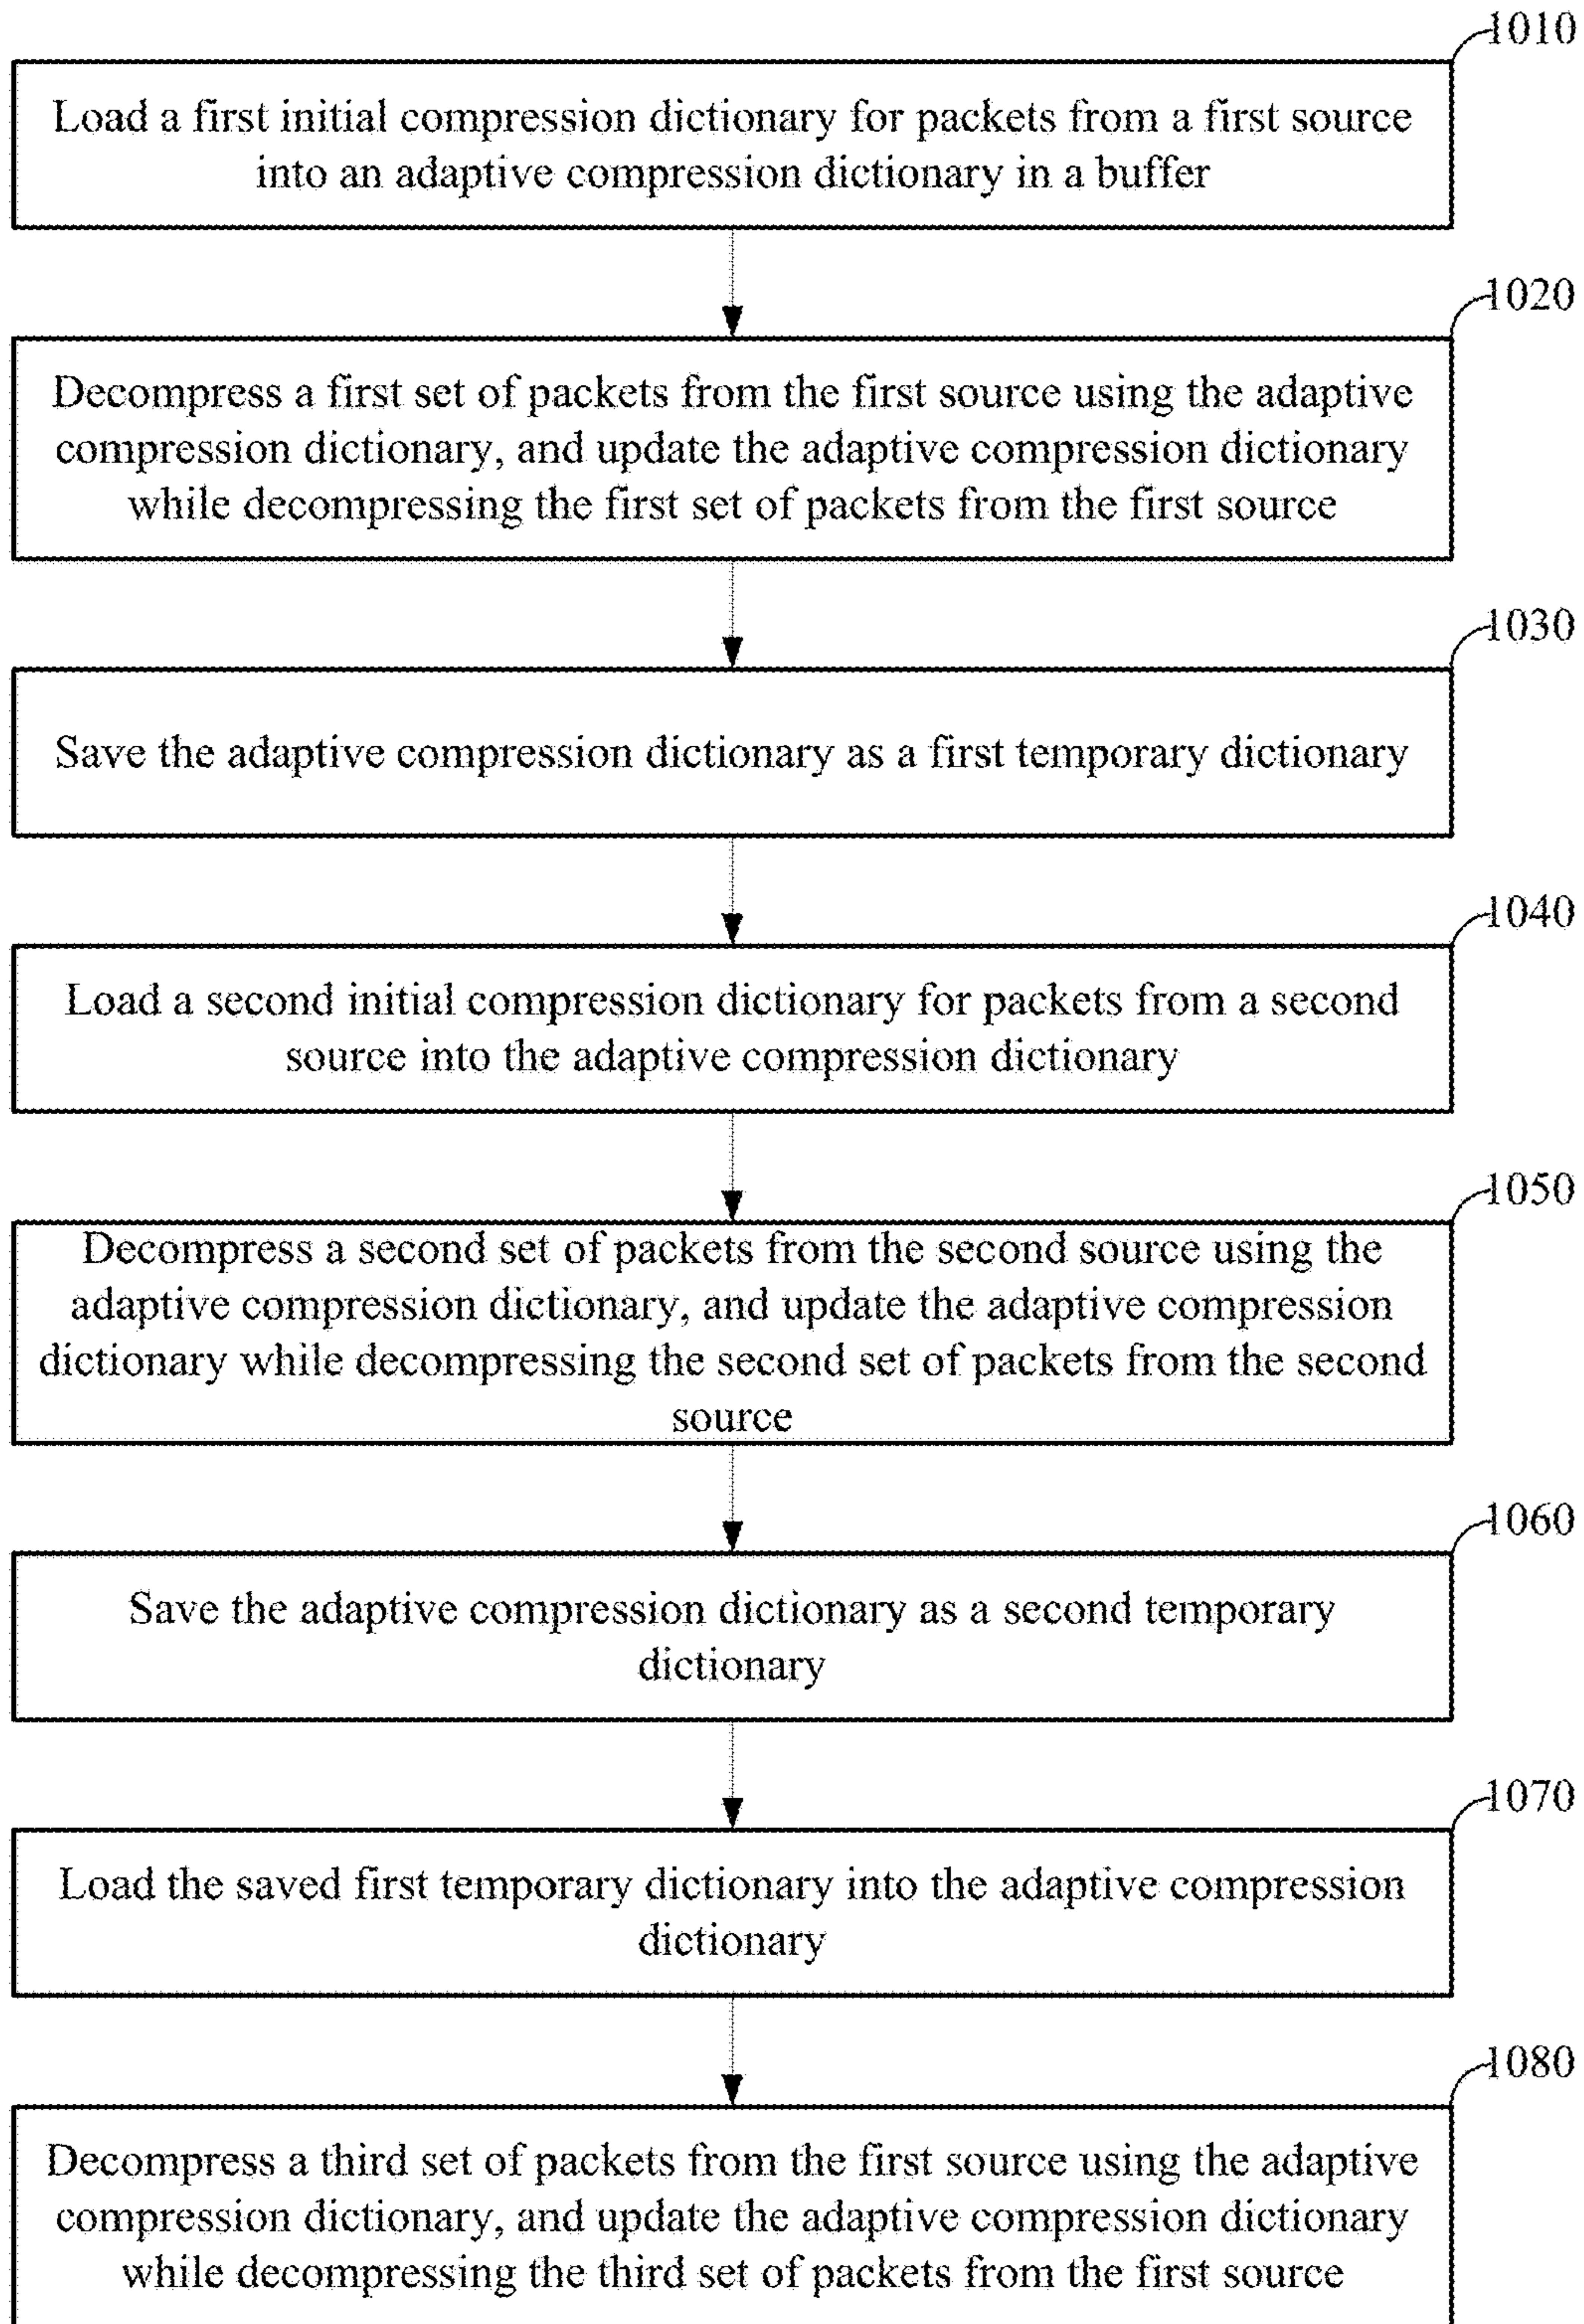 1010
Load a first initial compression dictionary for packets from a first source
into an adaptive compression dictionary in a buffer
1020
Decompress a first set of packets from the first source using the adaptive
compression dictionary, and update the adaptive compression dictionary
while decompressing the first set of packets from the first source
1030
Save the adaptive compression dictionary as a first temporary dictionary
1040
Load a second initial compression dictionary for packets from a second
source into the adaptive compression dictionary
1050
Decompress a second set of packets from the second source using the
adaptive compression dictionary, and update the adaptive compression
dictionary while decompressing the second set of packets from the second
source
1060
Save the adaptive compression dictionary as a second temporary
dictionary
1070
Load the saved first temporary dictionary into the adaptive compression
dictionary
1080
Decompress a third set of packets from the first source using the adaptive
compression dictionary, and update the adaptive compression dictionary
while decompressing the third set of packets from the first source